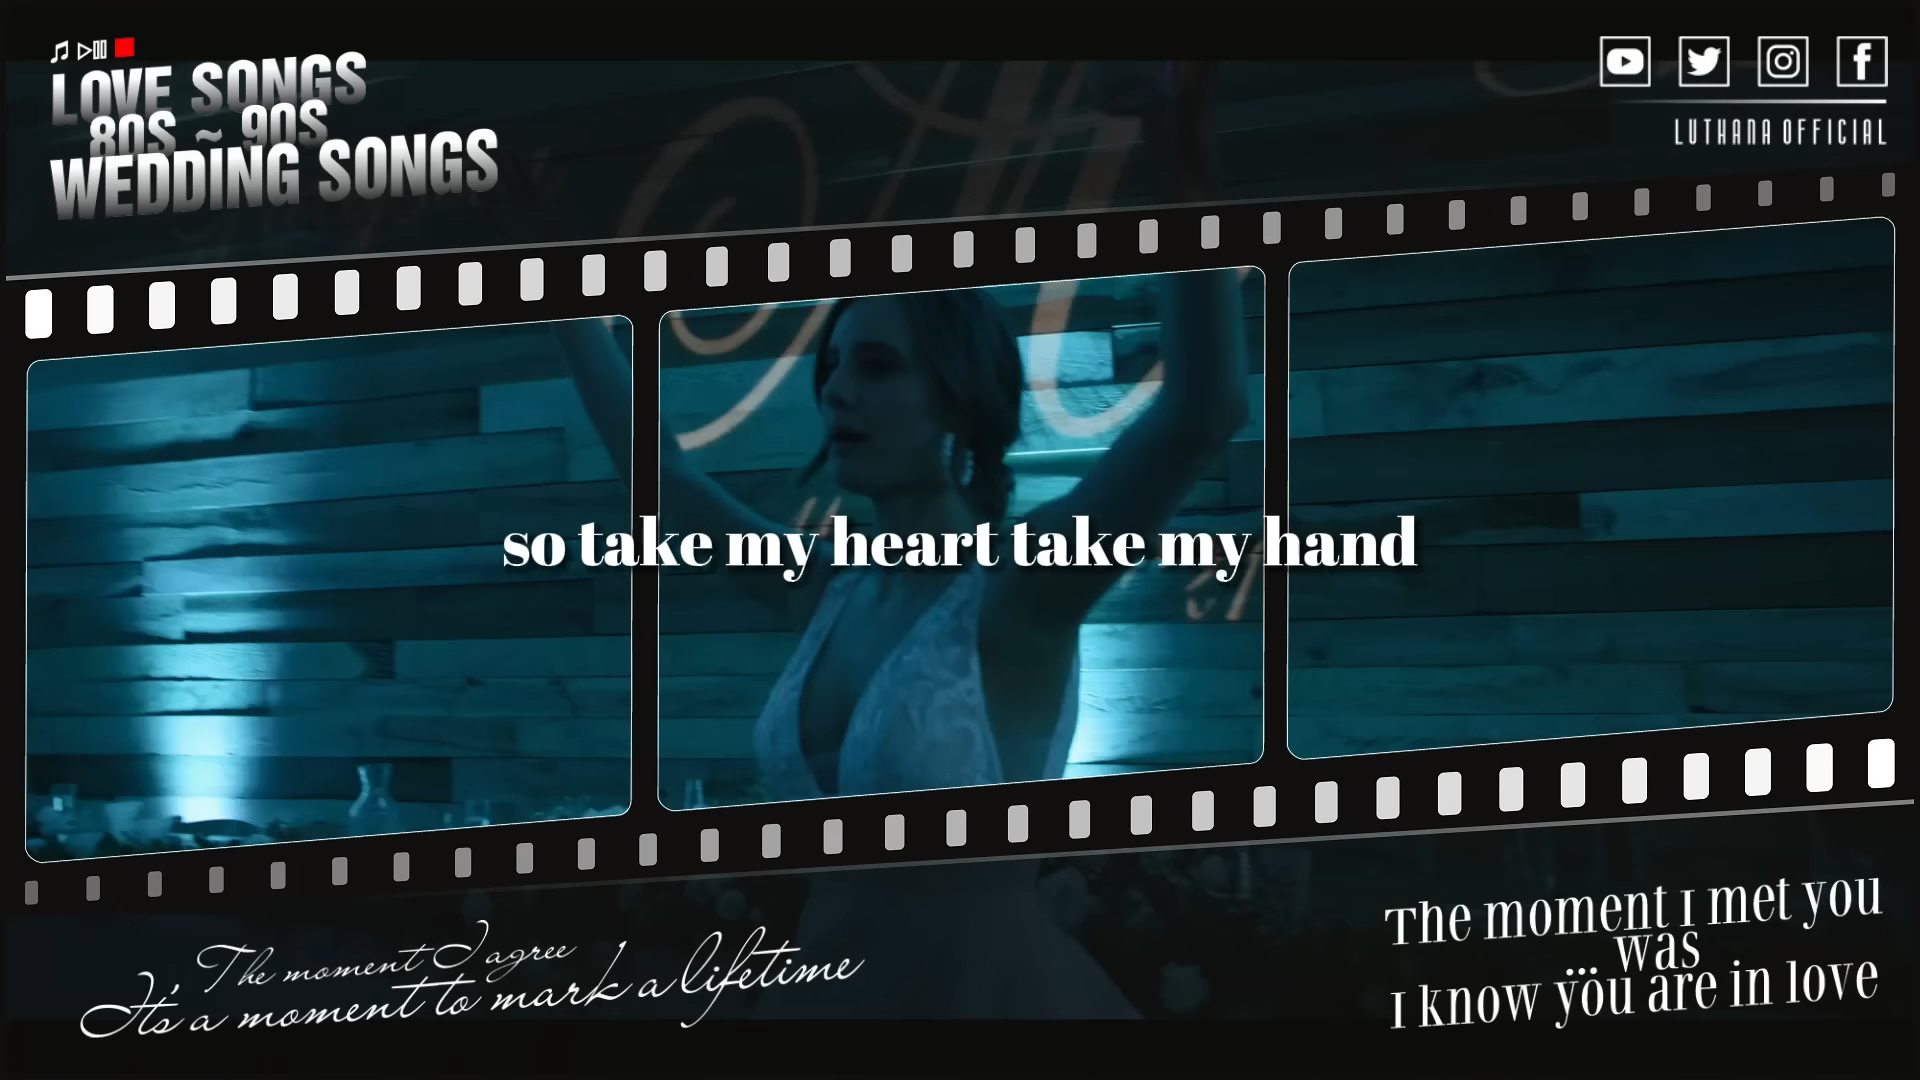 LOVE SONGS
80S ~ 90S
WEDDING SONGS
LUTHANA OFFICIAL
so take my heart take my hand
The moment I agree
It's a moment to mark a lifetime
The moment I met you
was
I know you are in love